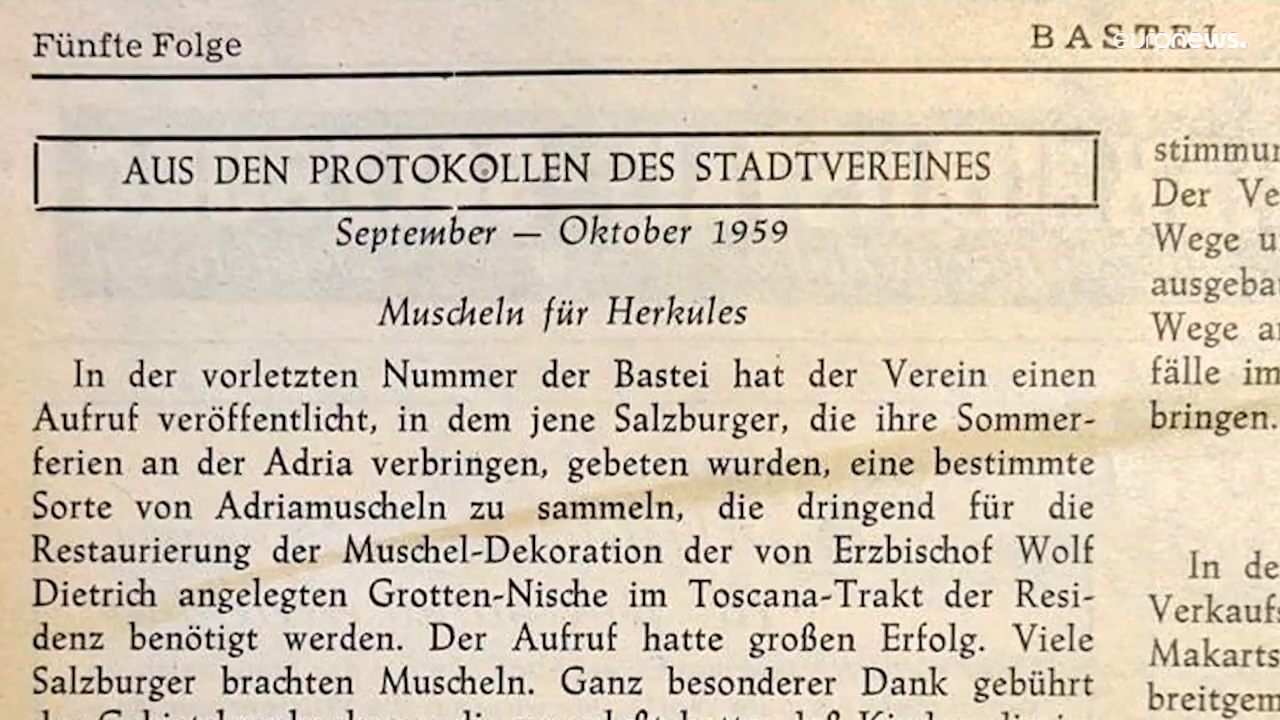 Fünfte Folge
BASTEI
euronews.
AUS DEN PROTOKOLLEN DES STADTVEREINES
September — Oktober 1959
Muscheln für Herkules
In der vorletzten Nummer der Bastei hat der Verein einen
Aufruf veröffentlicht, in dem jene Salzburger, die ihre Sommer-
ferien an der Adria verbringen, gebeten wurden, eine bestimmte
Sorte von Adriamuscheln zu sammeln, die dringend für die
Restaurierung der Muschel-Dekoration der von Erzbischof Wolf
Dietrich angelegten Grotten-Nische im Toscana-Trakt der Resi-
denz benötigt werden. Der Aufruf hatte großen Erfolg. Viele
Salzburger brachten Muscheln. Ganz besonderer Dank gebührt
stimmun
Der Ve
Wege u
ausgeba
Wege a
fälle im
bringen.
In de
Verkaufs
Makarts
breitgem